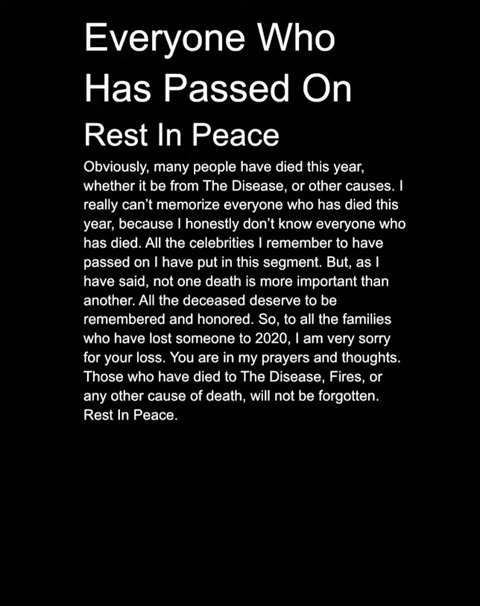 Everyone Who
Has Passed On
Rest In Peace
Obviously, many people have died this year,
whether it be from The Disease, or other causes. I
really can't memorize everyone who has died this
year, because I honestly don't know everyone who
has died. All the celebrities I remember to have
passed on I have put in this segment. But, as I
have said, not one death is more important than
another. All the deceased deserve to be
remembered and honored. So, to all the families
who have lost someone to 2020, I am very sorry
for your loss. You are in my prayers and thoughts.
Those who have died to The Disease, Fires, or
any other cause of death, will not be forgotten.
Rest In Peace.